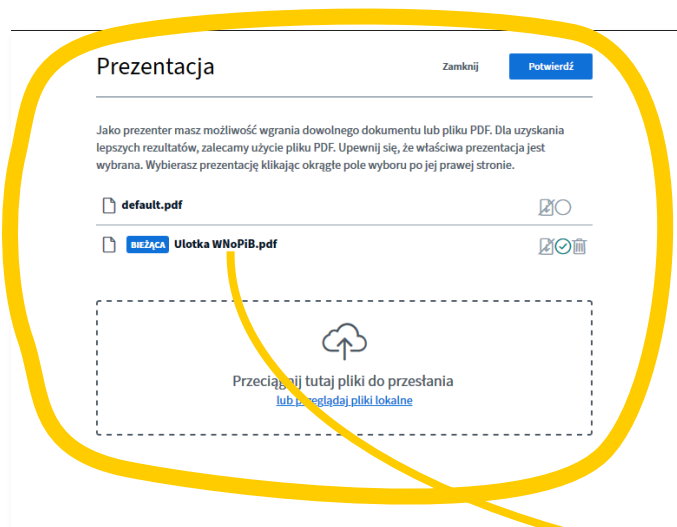 Prezentacja
Zamknij
Potwierdź
Jako prezenter masz możliwość wgrania dowolnego dokumentu lub pliku PDF. Dla uzyskania
lepszych rezultatów, zalecamy użycie pliku PDF. Upewnij się, że właściwa prezentacja jest
wybrana. Wybierasz prezentację klikając okrągłe pole wyboru po jej prawej stronie.
default.pdf
BIEŻĄCA Ulotka WNoPiB.pdf
Przeciągnij tutaj pliki do przesłania
lub przeglądaj pliki lokalne